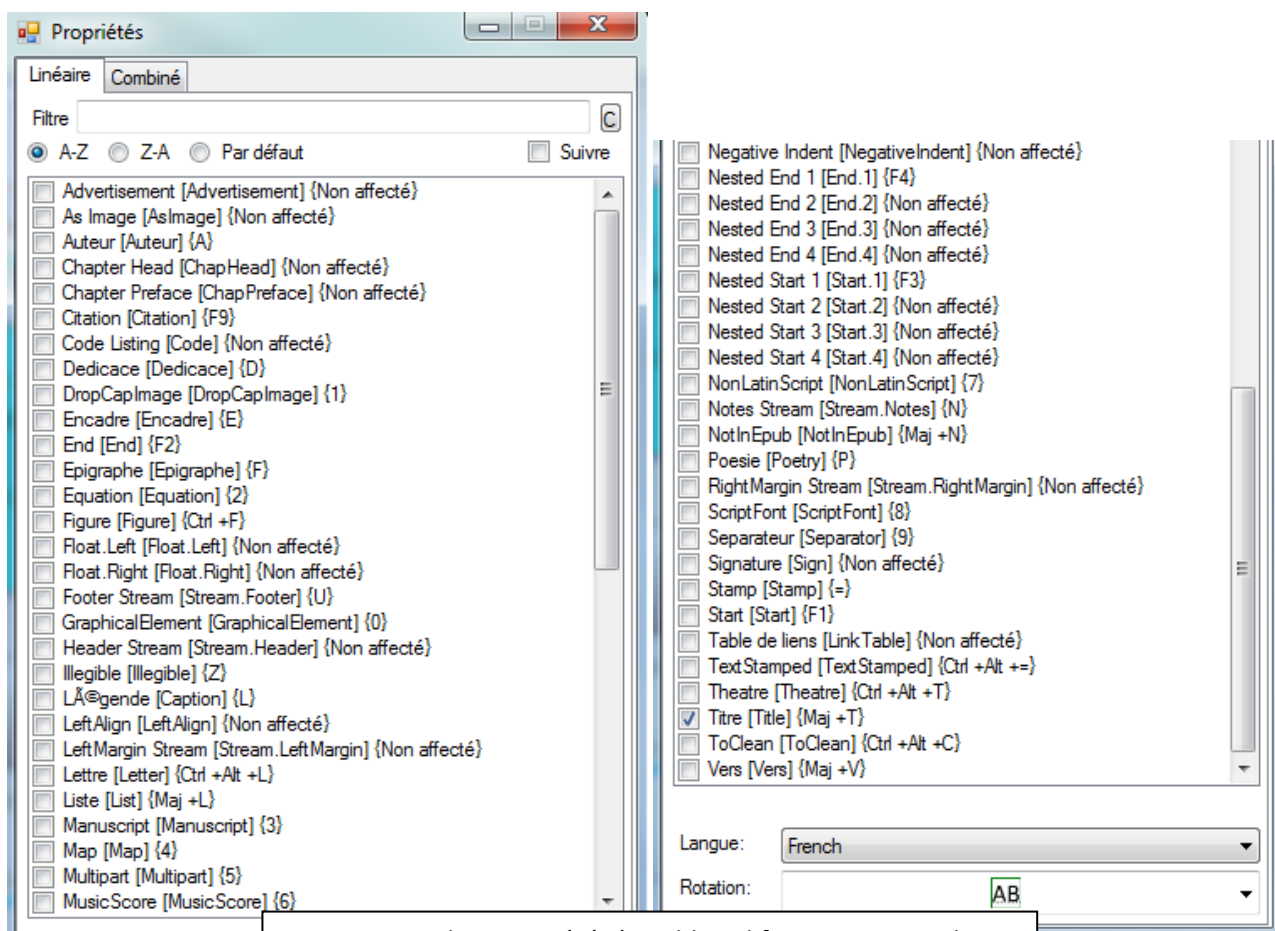 Propriétés
Linéaire Combiné
Filtre C
A-Z Z-A Par défaut Suivre
Advertisement [Advertisement] {Non affecté}
As Image [AsImage] {Non affecté}
Auteur [Auteur] {A}
Chapter Head [ChapHead] {Non affecté}
Chapter Preface [ChapPreface] {Non affecté}
Citation [Citation] {F9}
Code Listing [Code] {Non affecté}
Dedicace [Dedicace] {D}
DropCapImage [DropCapImage] {1}
Encadre [Encadre] {E}
End [End] {F2}
Epigraphe [Epigraphe] {F}
Equation [Equation] {2}
Figure [Figure] {Ctrl +F}
Float.Left [Float.Left] {Non affecté}
Float.Right [Float.Right] {Non affecté}
Footer Stream [Stream.Footer] {U}
GraphicalElement [GraphicalElement] {0}
Header Stream [Stream.Header] {Non affecté}
Illegible [Illegible] {Z}
LÃ©gende [Caption] {L}
LeftAlign [LeftAlign] {Non affecté}
LeftMargin Stream [Stream.LeftMargin] {Non affecté}
Lettre [Letter] {Ctrl +Alt +L}
Liste [List] {Maj +L}
Manuscript [Manuscript] {3}
Map [Map] {4}
Multipart [Multipart] {5}
MusicScore [MusicScore] {6}
Negative Indent [NegativeIndent] {Non affecté}
Nested End 1 [End.1] {F4}
Nested End 2 [End.2] {Non affecté}
Nested End 3 [End.3] {Non affecté}
Nested End 4 [End.4] {Non affecté}
Nested Start 1 [Start.1] {F3}
Nested Start 2 [Start.2] {Non affecté}
Nested Start 3 [Start.3] {Non affecté}
Nested Start 4 [Start.4] {Non affecté}
NonLatinScript [NonLatinScript] {7}
Notes Stream [Stream.Notes] {N}
NotInEpub [NotInEpub] {Maj +N}
Poesie [Poetry] {P}
RightMargin Stream [Stream.RightMargin] {Non affecté}
ScriptFont [ScriptFont] {8}
Separateur [Separator] {9}
Signature [Sign] {Non affecté}
Stamp [Stamp] {=}
Start [Start] {F1}
Table de liens [LinkTable] {Non affecté}
TextStamped [TextStamped] {Ctrl +Alt +=}
Theatre [Theatre] {Ctrl +Alt +T}
Titre [Title] {Maj +T}
ToClean [ToClean] {Ctrl +Alt +C}
Vers [Vers] {Maj +V}
Langue: French
Rotation: AB